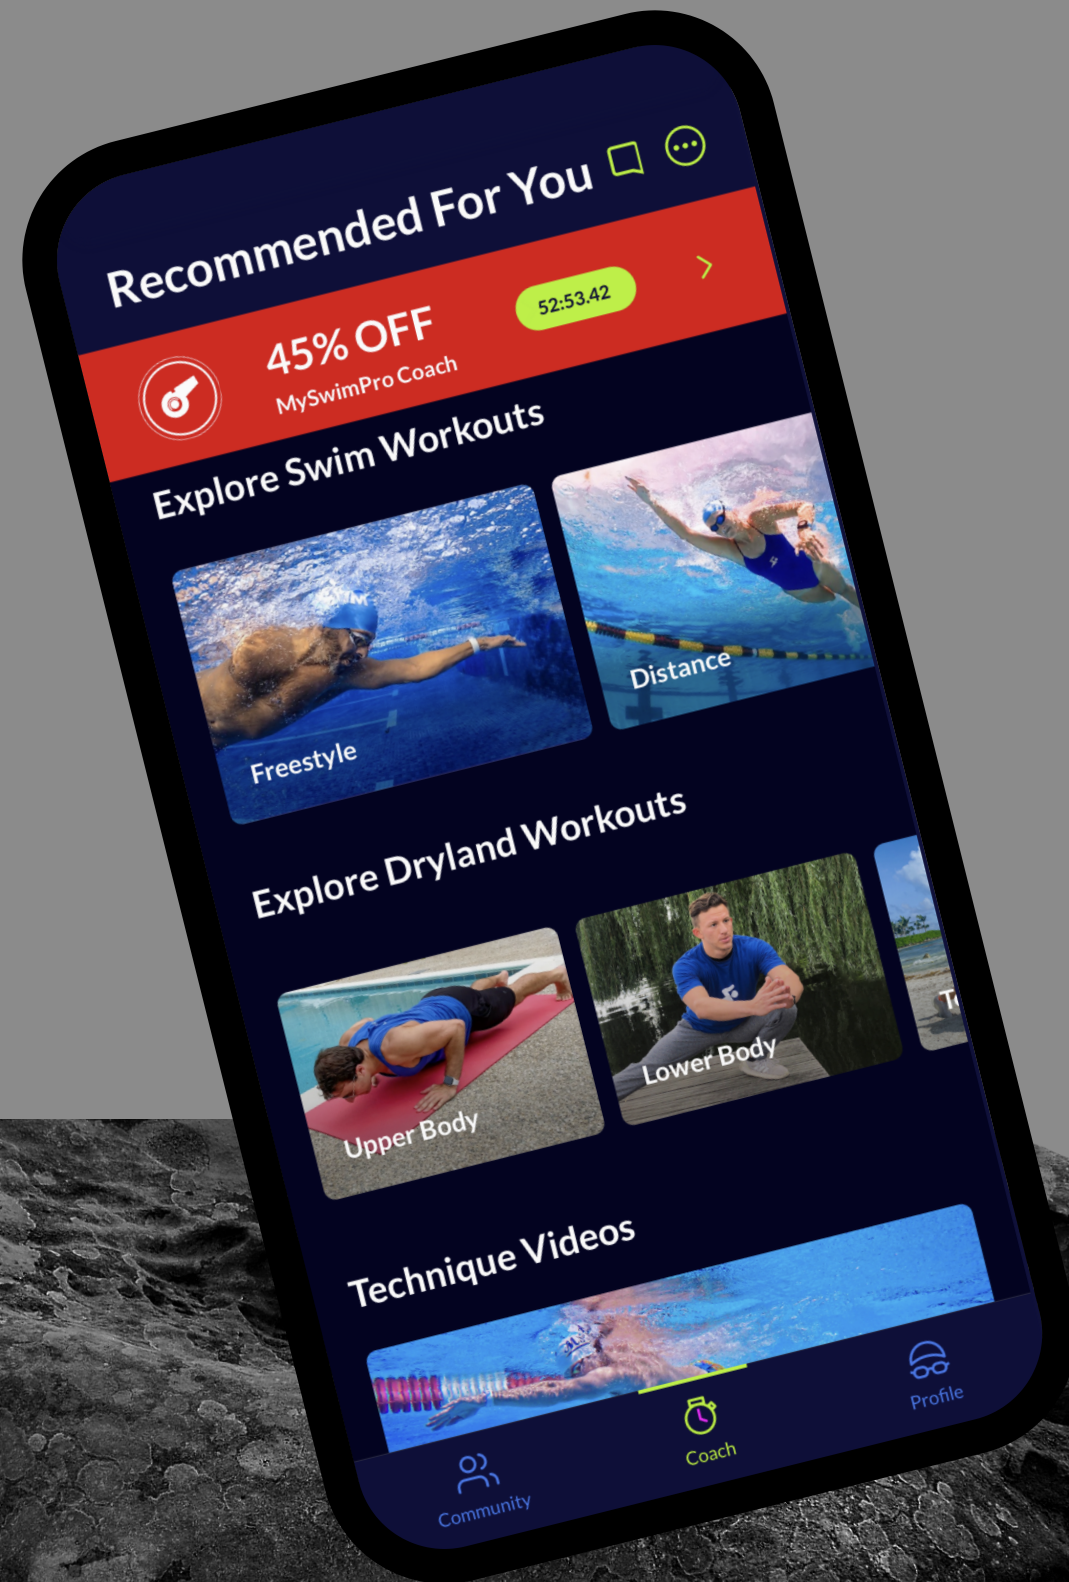 Recommended For You
45% OFF
MySwimPro Coach
52:53.42
Explore Swim Workouts
Freestyle
Distance
Explore Dryland Workouts
Upper Body
Lower Body
Technique Videos
Community
Coach
Profile